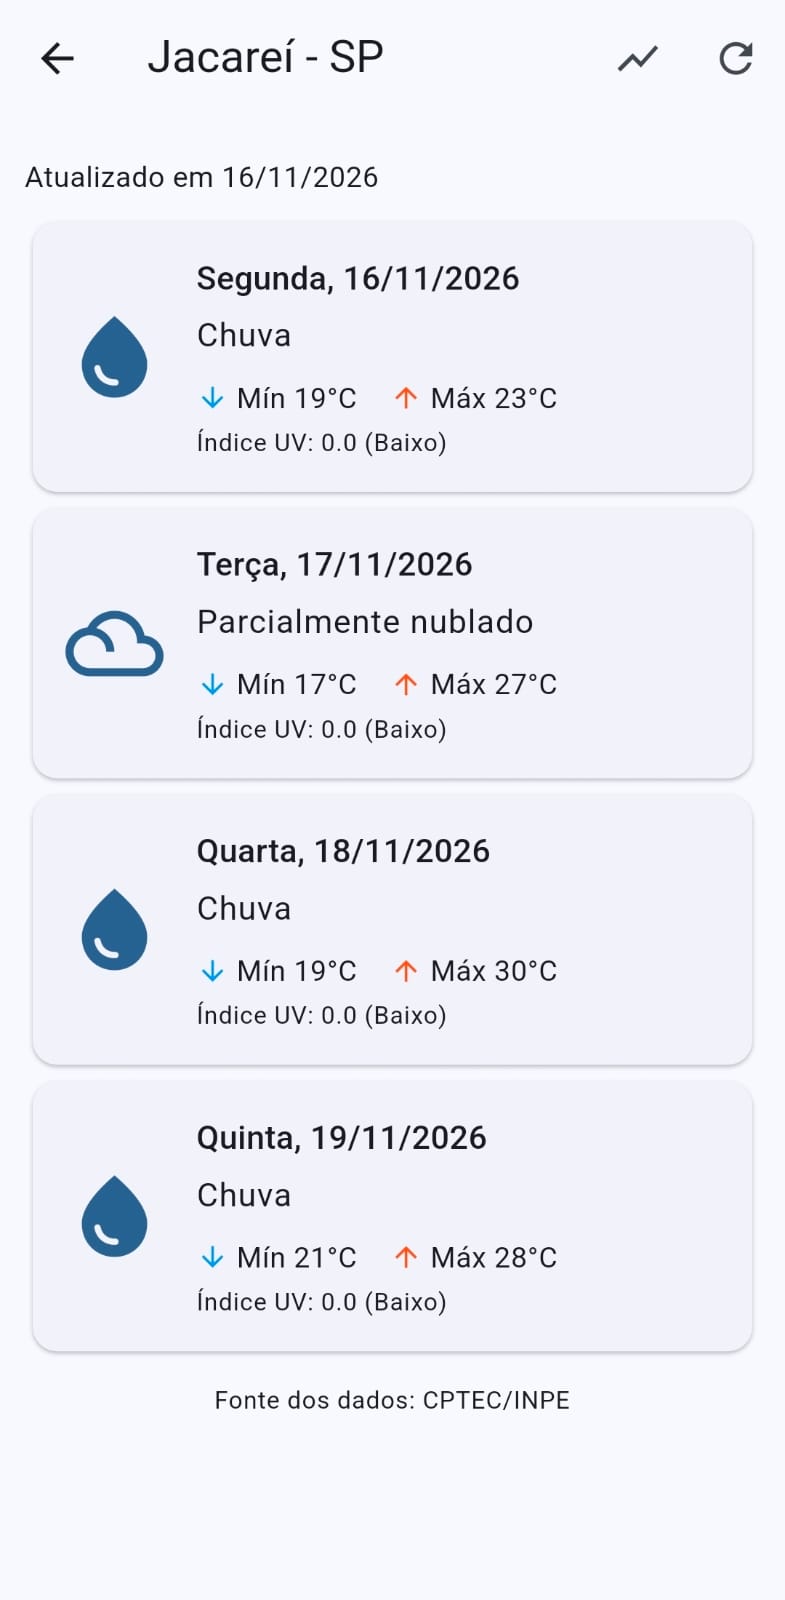 Jacareí - SP
Atualizado em 16/11/2026
Segunda, 16/11/2026
Chuva
Mín 19°C Máx 23°C
Índice UV: 0.0 (Baixo)
Terça, 17/11/2026
Parcialmente nublado
Mín 17°C Máx 27°C
Índice UV: 0.0 (Baixo)
Quarta, 18/11/2026
Chuva
Mín 19°C Máx 30°C
Índice UV: 0.0 (Baixo)
Quinta, 19/11/2026
Chuva
Mín 21°C Máx 28°C
Índice UV: 0.0 (Baixo)
Fonte dos dados: CPTEC/INPE